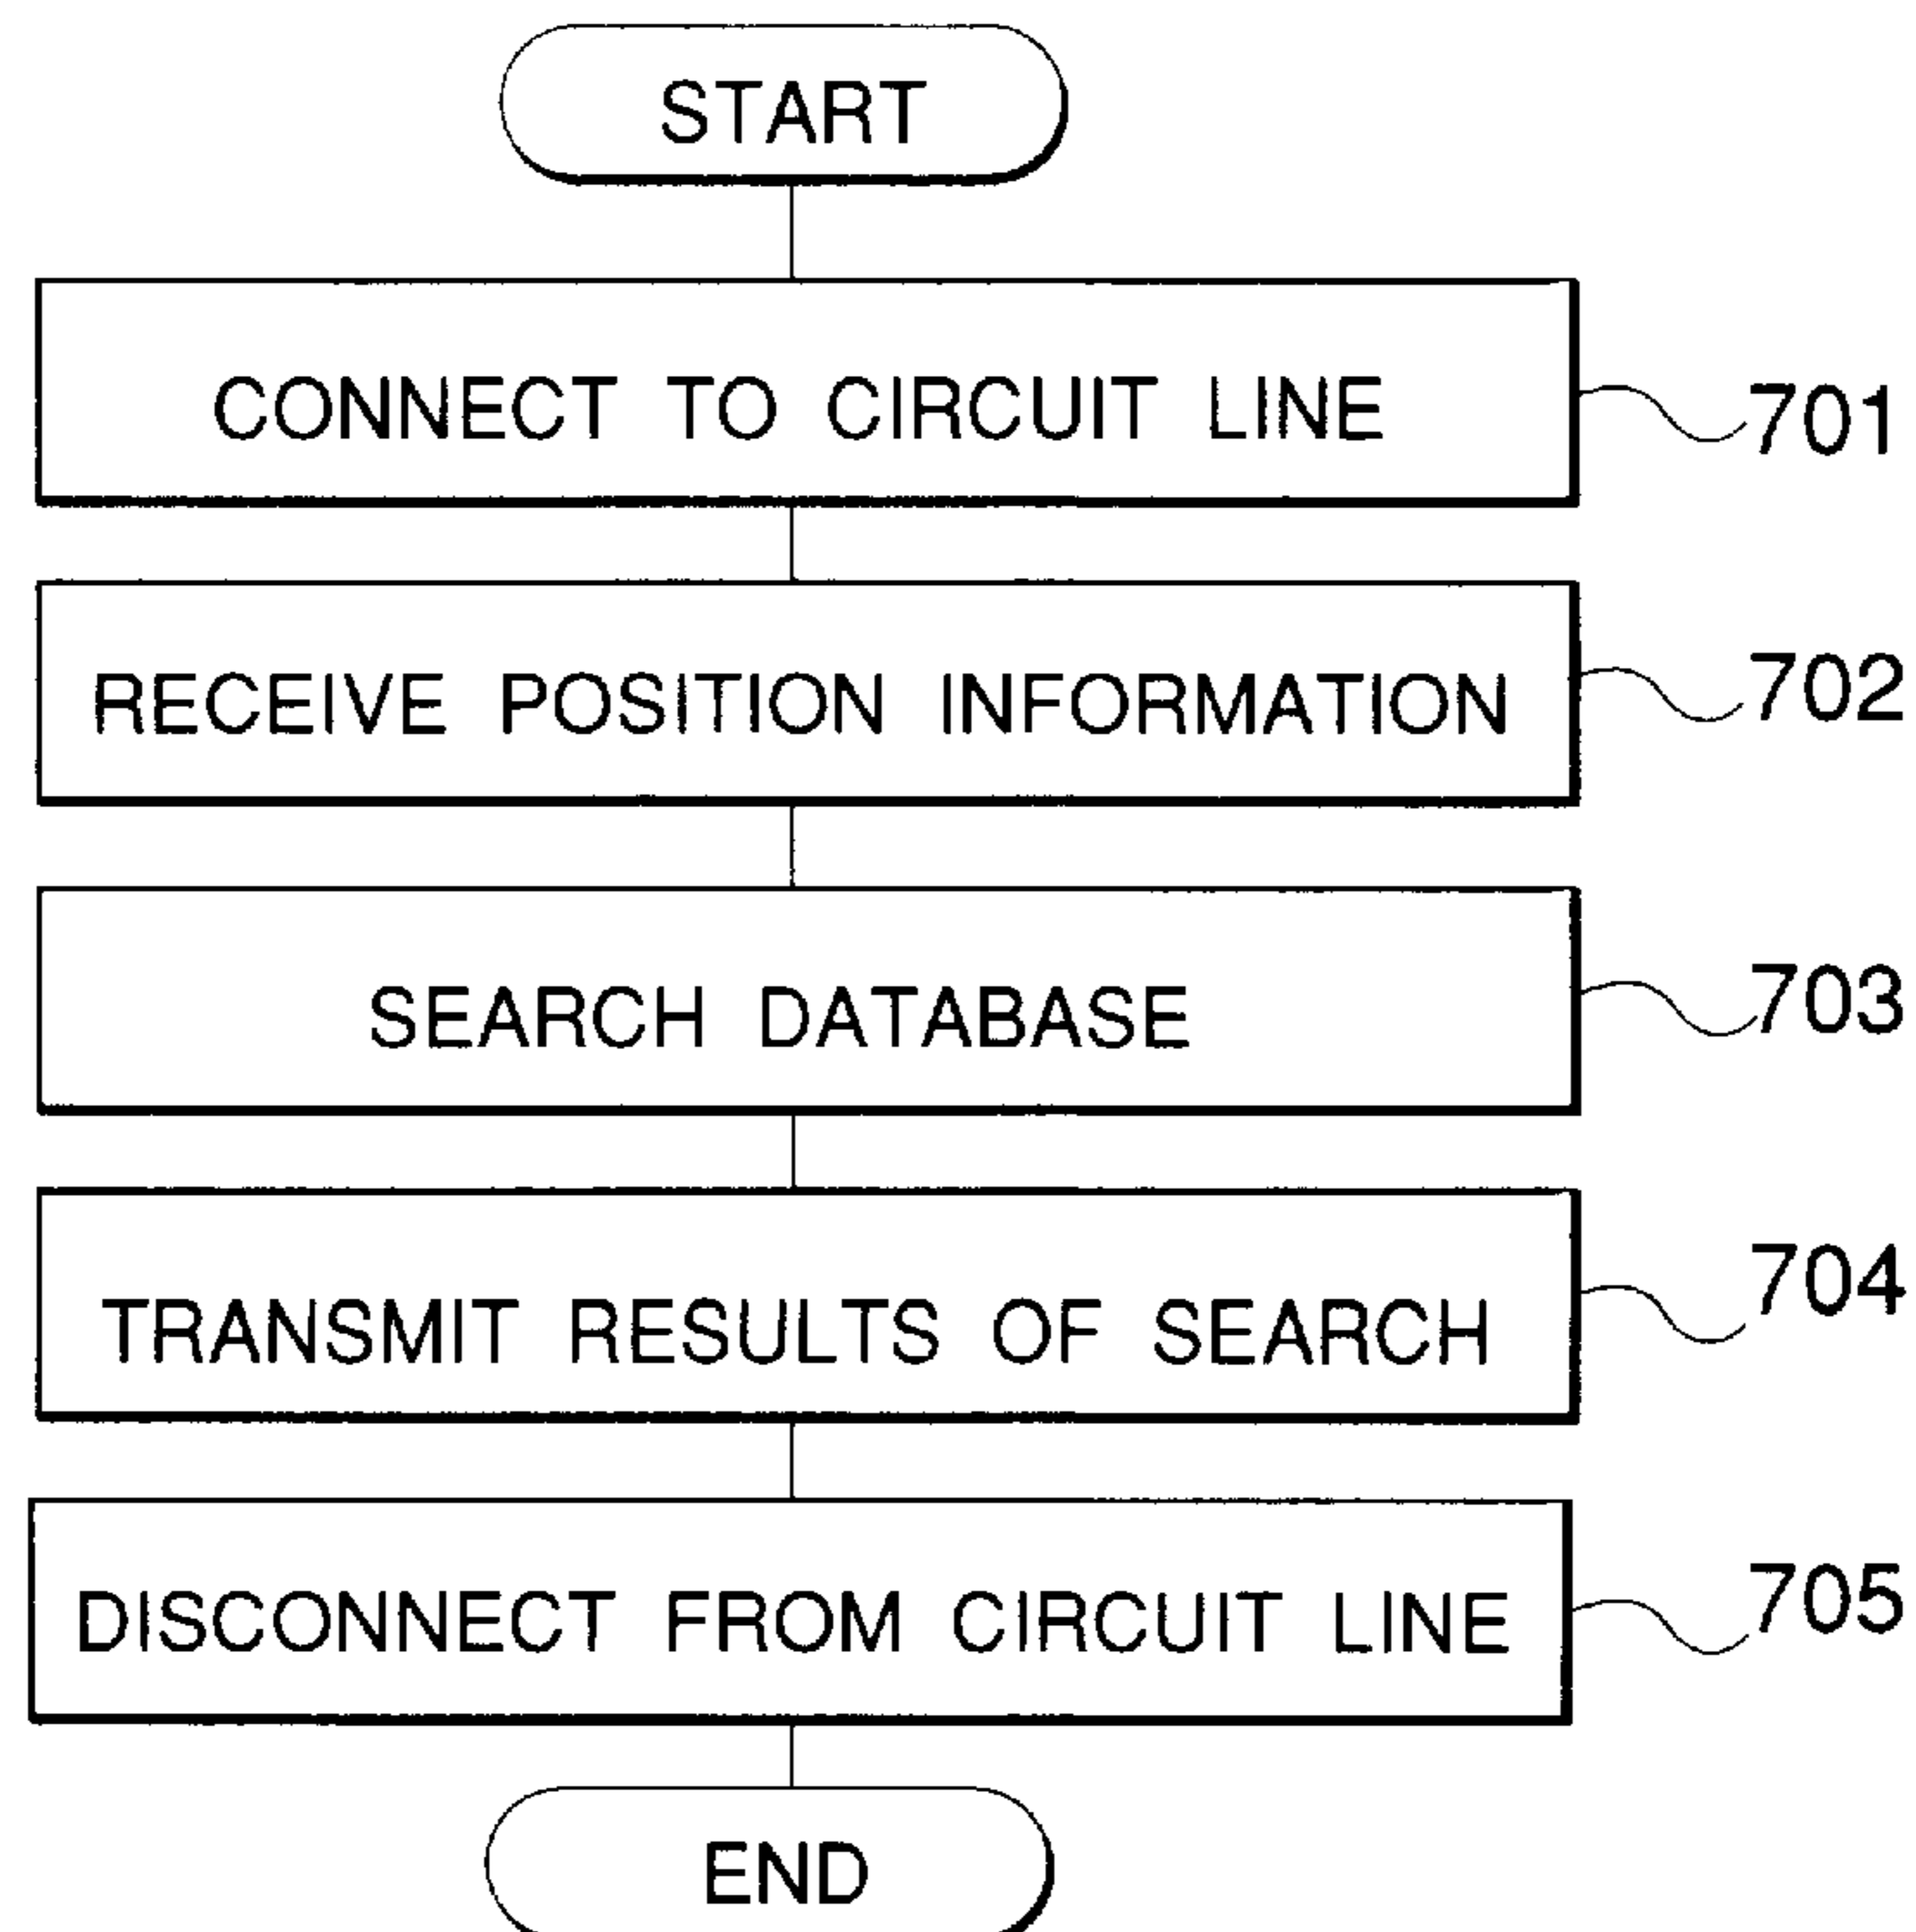 START
CONNECT TO CIRCUIT LINE
701
RECEIVE POSITION INFORMATION
702
SEARCH DATABASE
703
TRANSMIT RESULTS OF SEARCH
704
DISCONNECT FROM CIRCUIT LINE
705
END